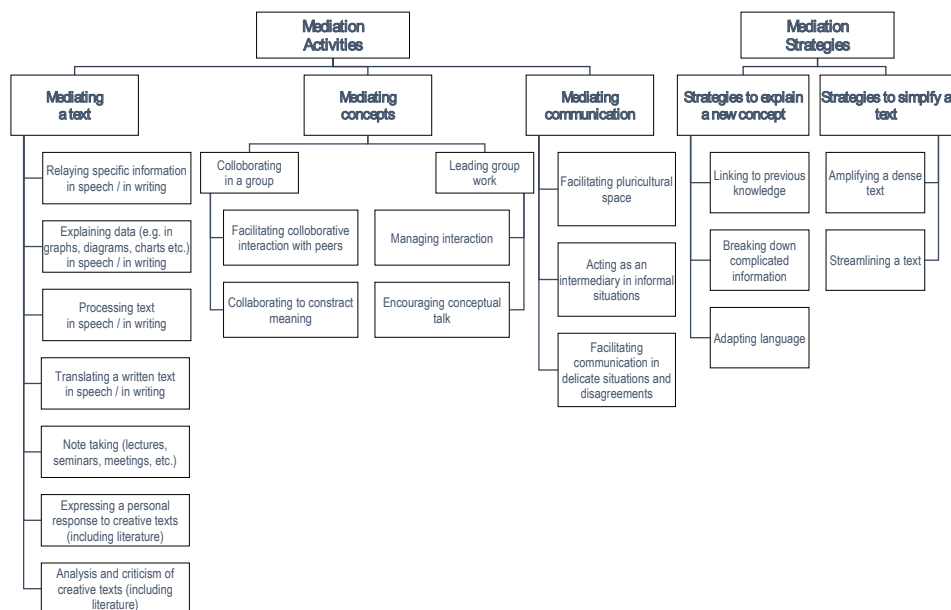 Mediation
Activities
Mediation
Strategies
Mediating
a text
Mediating
concepts
Mediating
communication
Strategies to explain
a new concept
Strategies to simplify a
text
Relaying specific information
in speech / in writing
Explaining data (e.g. in
graphs, diagrams, charts etc.)
in speech / in writing
Processing text
in speech / in writing
Translating a written text
in speech / in writing
Note taking (lectures,
seminars, meetings, etc.)
Expressing a personal
response to creative texts
(including literature)
Analysis and criticism of
creative texts (including
literature)
Collaborating
in a group
Facilitating collaborative
interaction with peers
Collaborating to constract
meaning
Leading group
work
Managing interaction
Encouraging conceptual
talk
Facilitating pluricultural
space
Acting as an
intermediary in informal
situations
Facilitating
communication in
delicate situations and
disagreements
Linking to previous
knowledge
Breaking down
complicated
information
Adapting language
Amplifying a dense
text
Streamlining a text